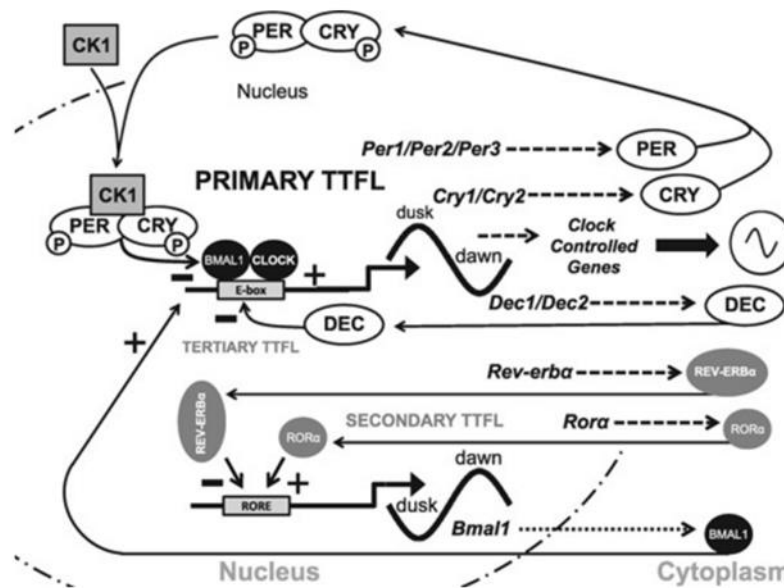 CK1
PER CRY
P P
Nucleus
Per1/Per2/Per3 PER
CK1
PRIMARY TTFL
Cry1/Cry2 CRY
PER CRY
P P
dusk
Clock
Controlled
Genes
BMAL1 CLOCK
+
dawn
-
E-box
Dec1/Dec2 DEC
-
DEC
+
TERTIARY TTFL
Rev-erbα REV-ERBα
REV-ERBα
SECONDARY TTFL
Rorα RORα
RORα
dawn
- +
RORE
dusk
Bmal1 BMAL1
Nucleus Cytoplasm